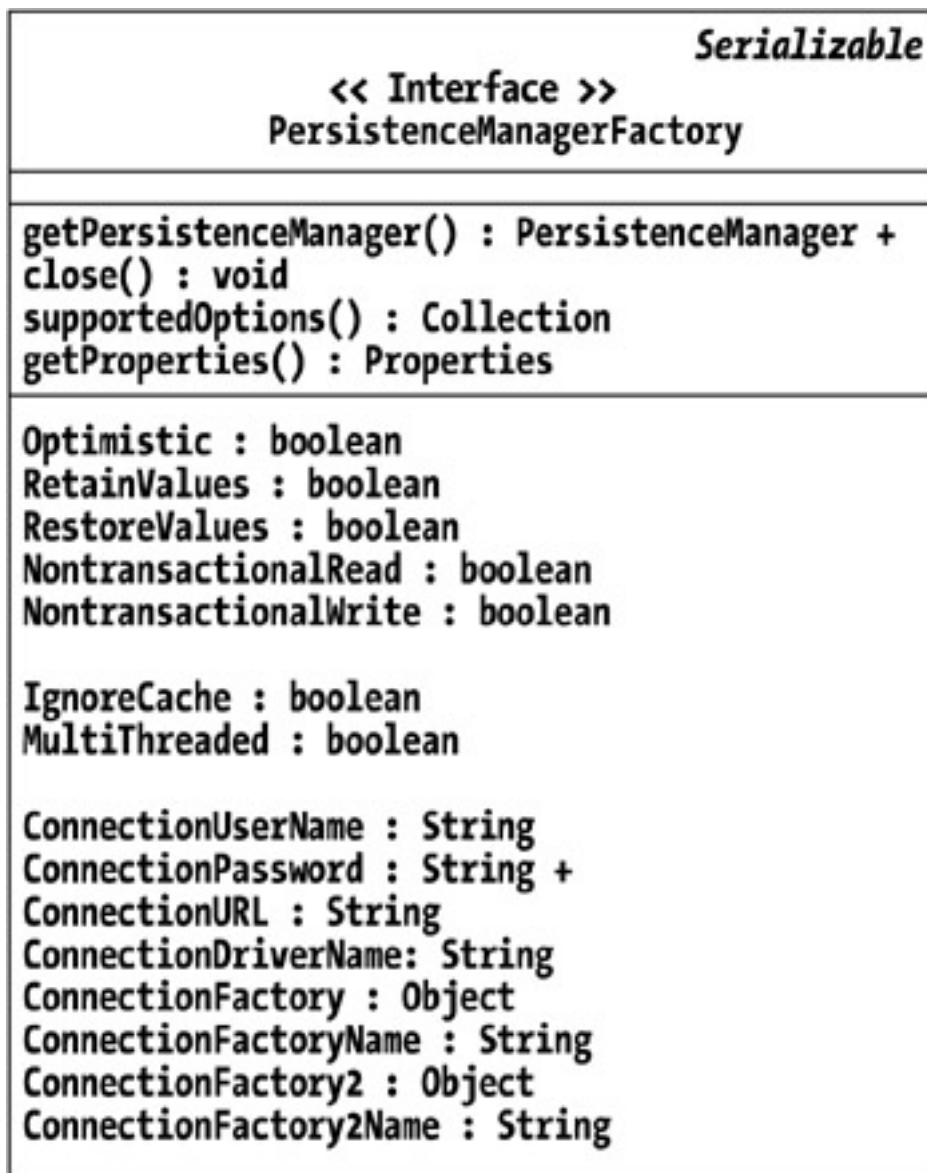 Serializable
<< Interface >>
PersistenceManagerFactory
getPersistenceManager() : PersistenceManager +
close() : void
supportedOptions() : Collection
getProperties() : Properties
Optimistic : boolean
RetainValues : boolean
RestoreValues : boolean
NontransactionalRead : boolean
NontransactionalWrite : boolean
IgnoreCache : boolean
MultiThreaded : boolean
ConnectionUserName : String
ConnectionPassword : String +
ConnectionURL : String
ConnectionDriverName: String
ConnectionFactory : Object
ConnectionFactoryName : String
ConnectionFactory2 : Object
ConnectionFactory2Name : String